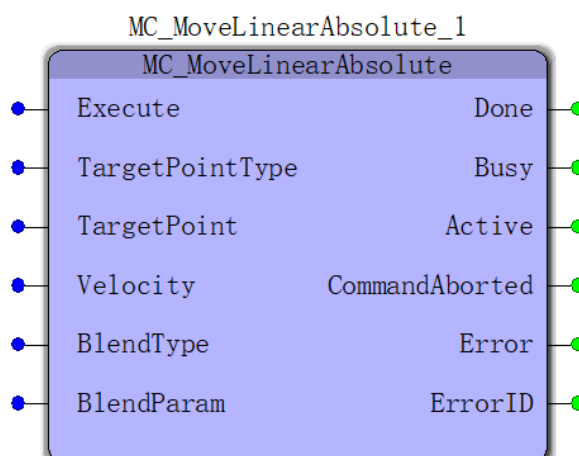 MC_MoveLinearAbsolute_1
MC_MoveLinearAbsolute
Execute Done
TargetPointType Busy
TargetPoint Active
Velocity CommandAborted
BlendType Error
BlendParam ErrorID